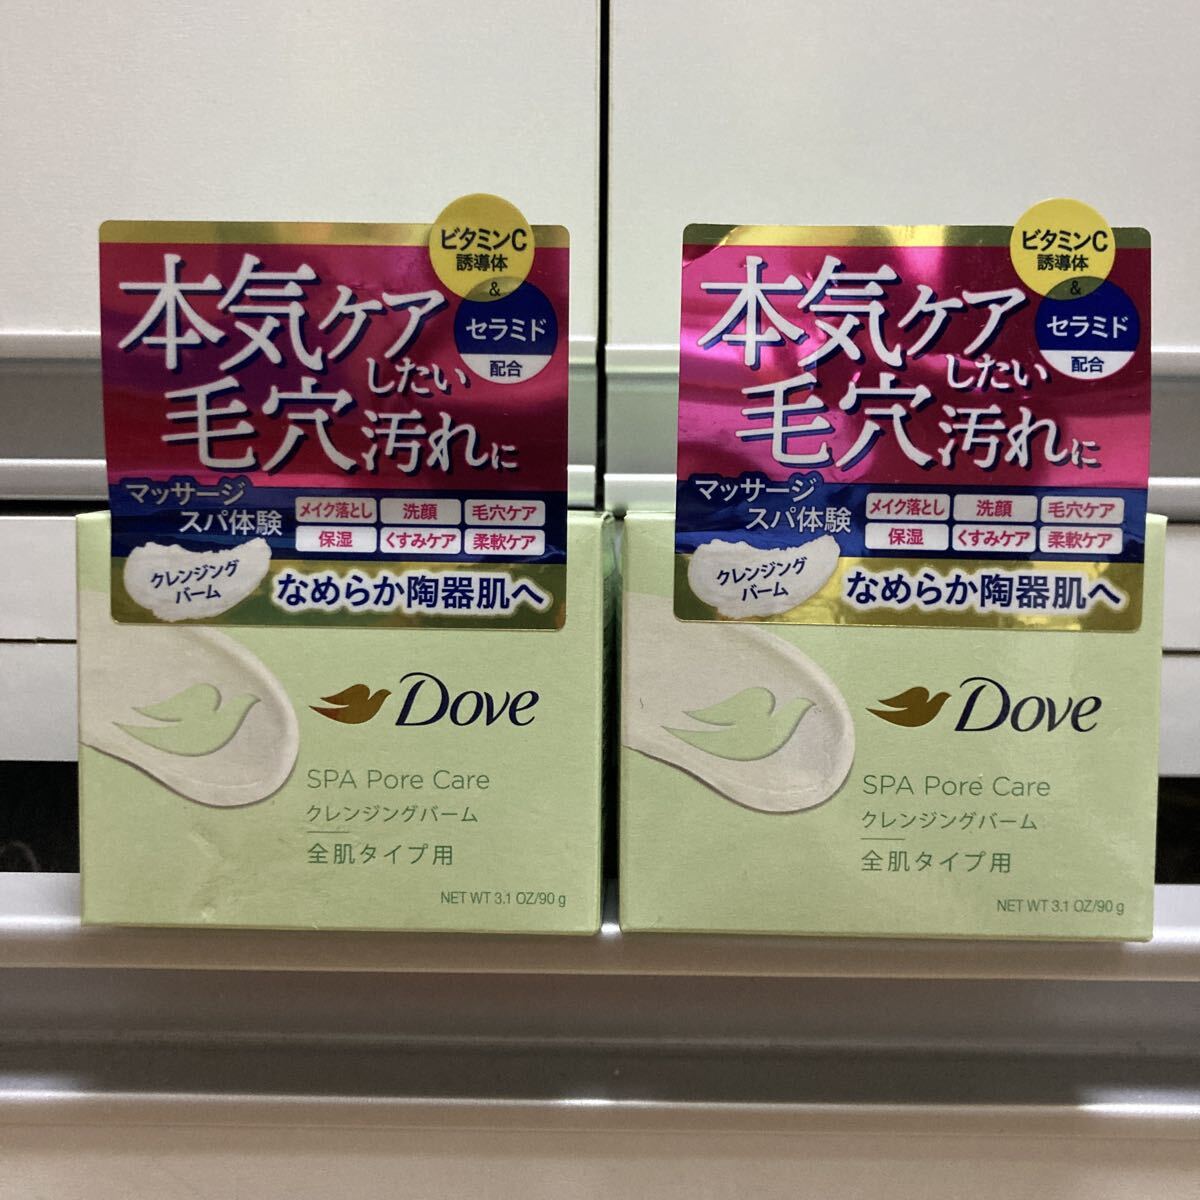 ビタミンC
誘導体
&
セラミド
配合
本気ケア
したい
毛穴汚れに
マッサージ
スパ体験
メイク落とし 洗顔 毛穴ケア
保湿 くすみケア 柔軟ケア
クレンジング
バーム
なめらか陶器肌へ
Dove
SPA Pore Care
クレンジングバーム
全肌タイプ用
NET WT 3.1 OZ/90 g
ビタミンC
誘導体
&
セラミド
配合
本気ケア
したい
毛穴汚れに
マッサージ
スパ体験
メイク落とし 洗顔 毛穴ケア
保湿 くすみケア 柔軟ケア
クレンジング
バーム
なめらか陶器肌へ
Dove
SPA Pore Care
クレンジングバーム
全肌タイプ用
NET WT 3.1 OZ/90 g